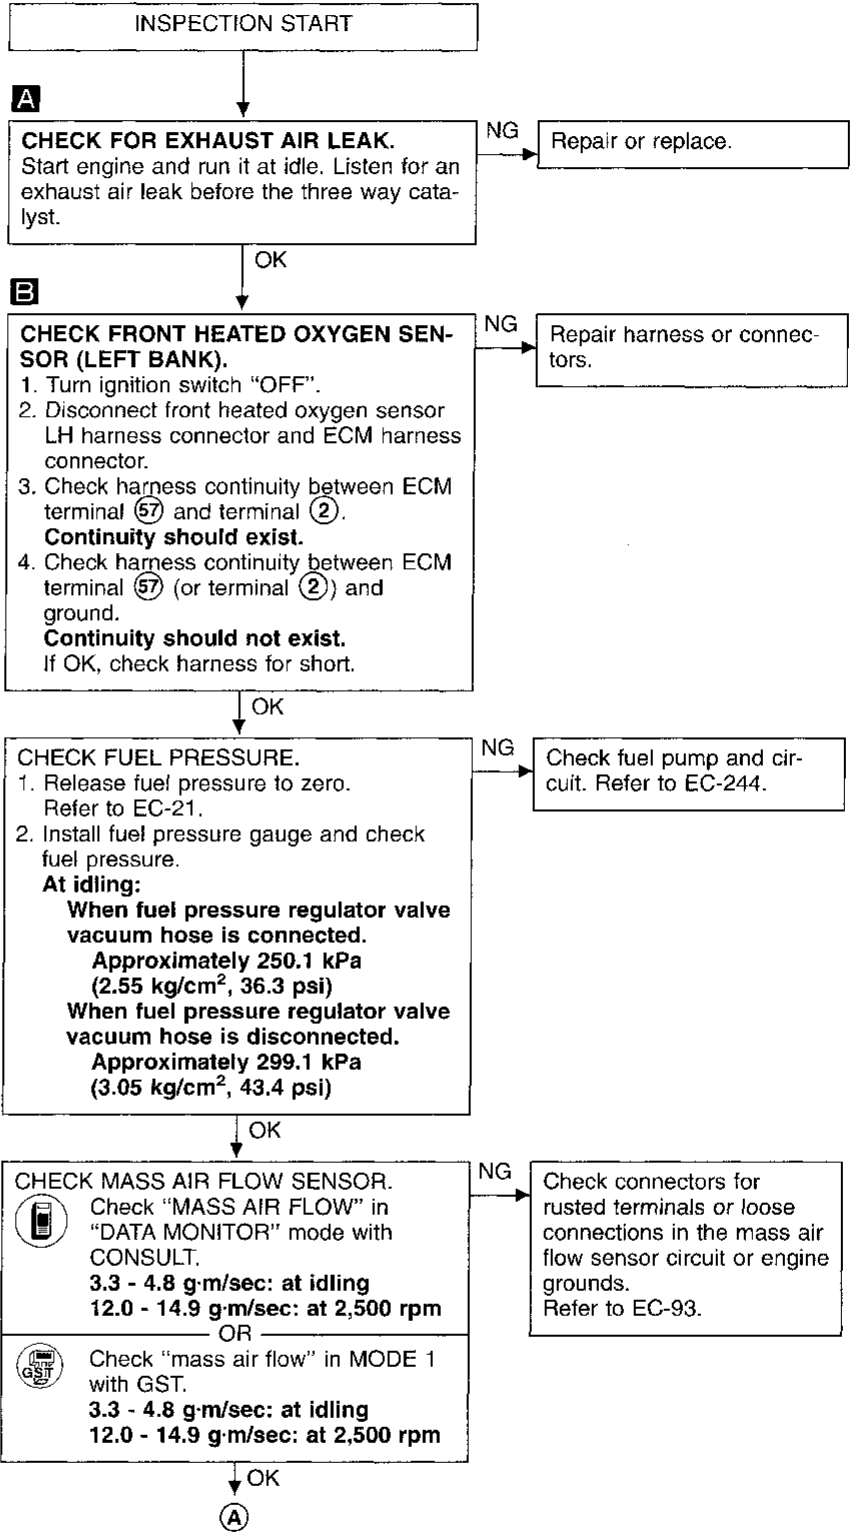 INSPECTION START
A
CHECK FOR EXHAUST AIR LEAK.
Start engine and run it at idle. Listen for an
exhaust air leak before the three way cata-
lyst.
NG
Repair or replace.
OK
B
CHECK FRONT HEATED OXYGEN SEN-
SOR (LEFT BANK).
1. Turn ignition switch “OFF”.
2. Disconnect front heated oxygen sensor
LH harness connector and ECM harness
connector.
3. Check harness continuity between ECM
terminal 57 and terminal 2.
Continuity should exist.
4. Check harness continuity between ECM
terminal 57 (or terminal 2) and
ground.
Continuity should not exist.
If OK, check harness for short.
NG
Repair harness or connec-
tors.
OK
CHECK FUEL PRESSURE.
1. Release fuel pressure to zero.
Refer to EC-21.
2. Install fuel pressure gauge and check
fuel pressure.
At idling:
When fuel pressure regulator valve
vacuum hose is connected.
Approximately 250.1 kPa
(2.55 kg/cm², 36.3 psi)
When fuel pressure regulator valve
vacuum hose is disconnected.
Approximately 299.1 kPa
(3.05 kg/cm², 43.4 psi)
NG
Check fuel pump and cir-
cuit. Refer to EC-244.
OK
CHECK MASS AIR FLOW SENSOR.
Check “MASS AIR FLOW” in
“DATA MONITOR” mode with
CONSULT.
3.3 - 4.8 g·m/sec: at idling
12.0 - 14.9 g·m/sec: at 2,500 rpm
OR
GST
Check “mass air flow” in MODE 1
with GST.
3.3 - 4.8 g·m/sec: at idling
12.0 - 14.9 g·m/sec: at 2,500 rpm
NG
Check connectors for
rusted terminals or loose
connections in the mass air
flow sensor circuit or engine
grounds.
Refer to EC-93.
OK
A